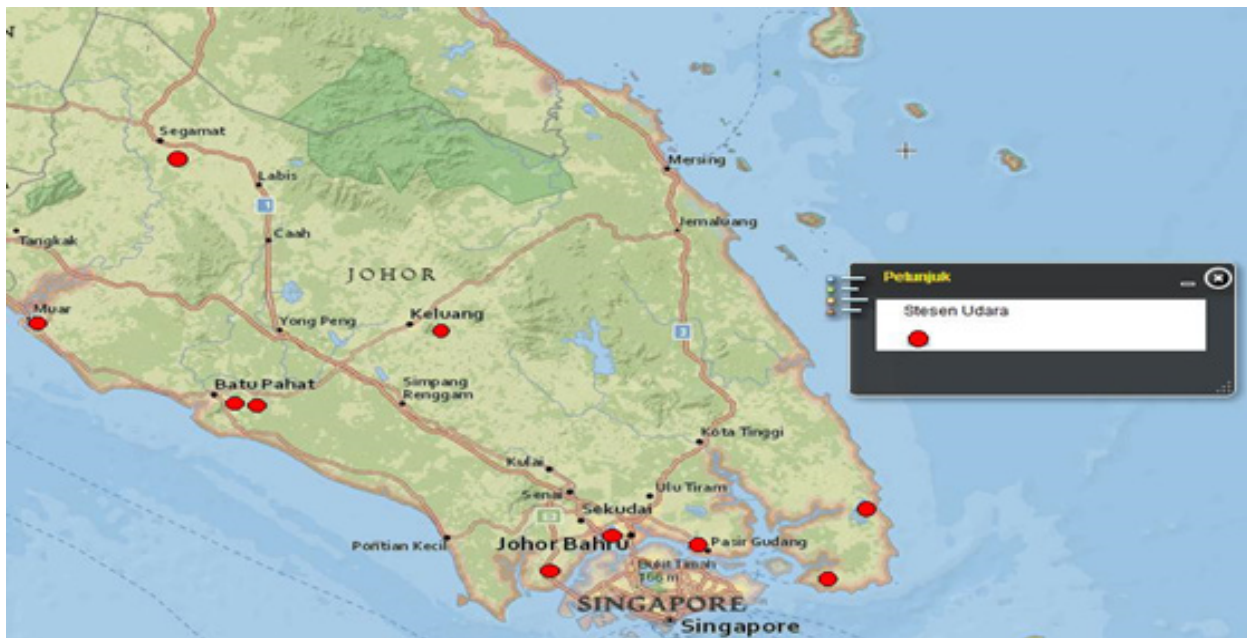 Segamat
Labis
Tangkak
Caah
JOHOR
Muar
Yong Peng
Keluang
Batu Pahat
Simpang
Renggam
Mersing
Jemaluang
1
3
Petunjuk
Stesen Udara
Kota Tinggi
Kulai
Senai
Ulu Tiram
Sekudai
Pontian Kecil
Johor Bahru
Pasir Gudang
Bukit Timah
166 m
SINGAPORE
Singapore